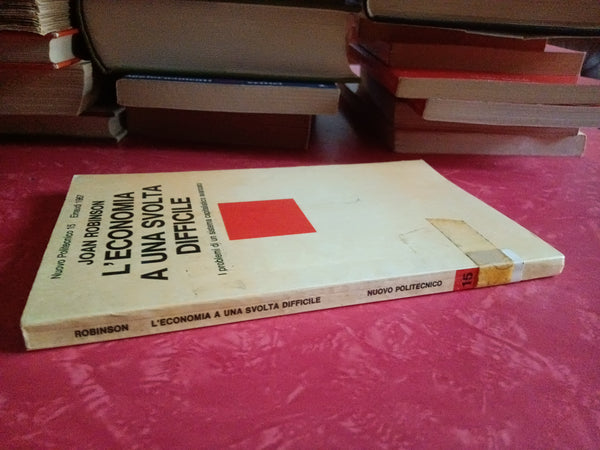 Nuovo Politecnico 15 Einaudi 1967
JOAN ROBINSON
L'ECONOMIA
A UNA SVOLTA
DIFFICILE
I problemi di un sistema capitalistico avanzato
ROBINSON L'ECONOMIA A UNA SVOLTA DIFFICILE NUOVO POLITECNICO 15